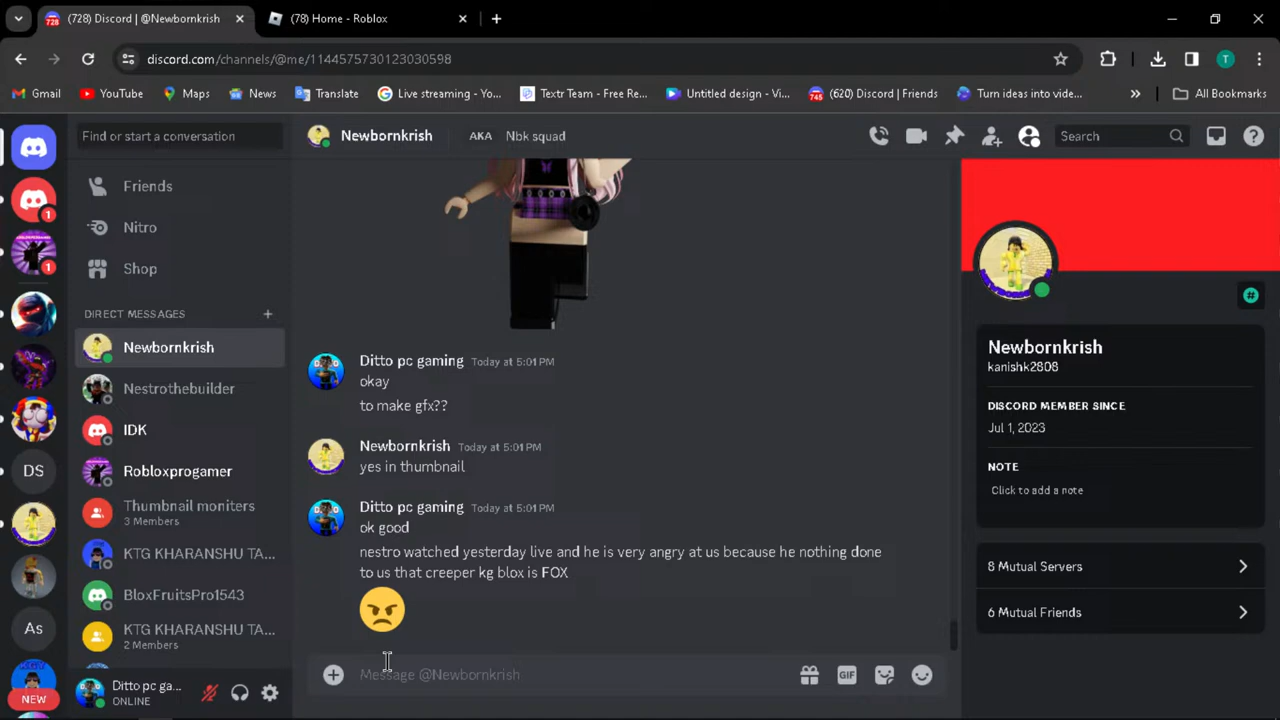 (728) Discord | @Newbornkrish
(78) Home - Roblox
discord.com/channels/@me/1144575730123030598
T
Gmail
YouTube
Maps
News
Translate
Live streaming - Yo...
Textr Team - Free Re...
Untitled design - Vi...
(620) Discord | Friends
Turn ideas into vide...
All Bookmarks
Find or start a conversation
Newbornkrish
AKA
Nbk squad
Search
Friends
Nitro
Shop
DIRECT MESSAGES
Newbornkrish
Nestrothebuilder
IDK
Robloxprogamer
Thumbnail moniters
3 Members
KTG KHARANSHU TA...
BloxFruitsPro1543
KTG KHARANSHU TA...
2 Members
DS
As
NEW
1
1
Ditto pc ga...
ONLINE
Ditto pc gaming Today at 5:01 PM
okay
to make gfx??
Newbornkrish Today at 5:01 PM
yes in thumbnail
Ditto pc gaming Today at 5:01 PM
ok good
nestro watched yesterday live and he is very angry at us because he nothing done
to us that creeper kg blox is FOX
Message @Newbornkrish
GIF
Newbornkrish
kanishk2808
DISCORD MEMBER SINCE
Jul 1, 2023
NOTE
Click to add a note
8 Mutual Servers
6 Mutual Friends